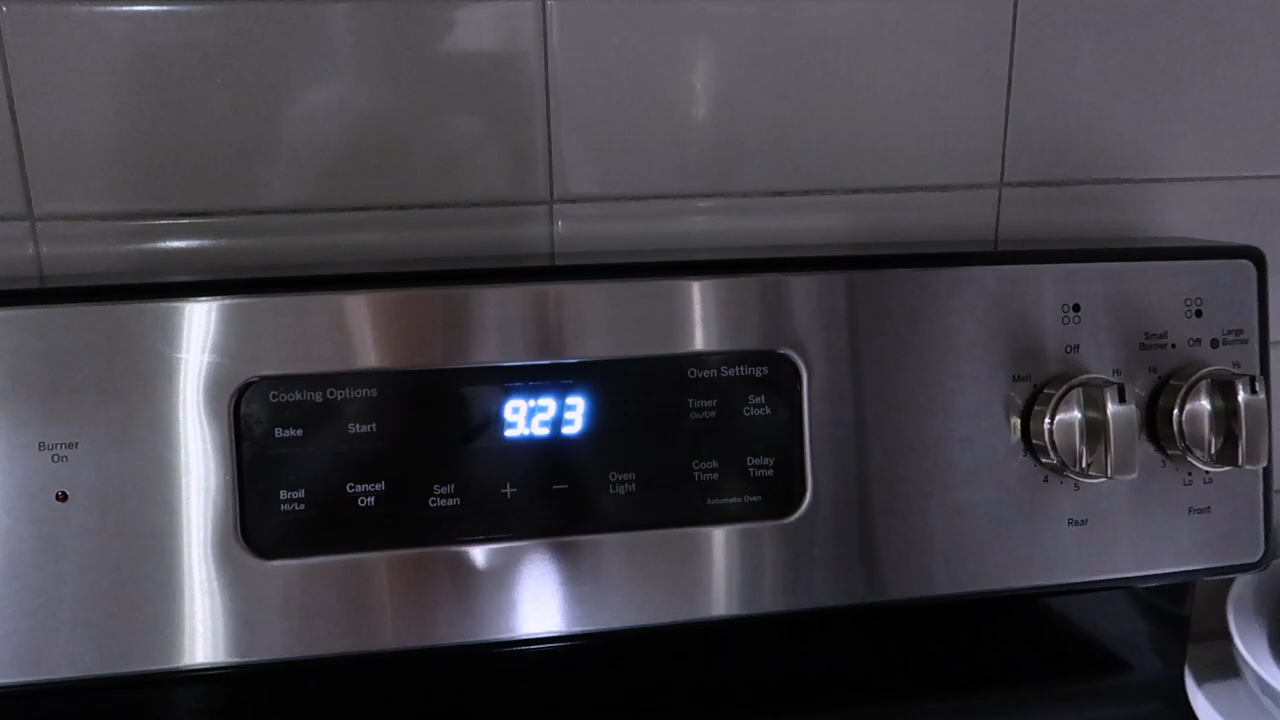 Cooking Options
Bake
Start
Broil
Hi/Lo
Cancel
Off
Self
Clean
9:23
+
−
Oven
Light
Oven Settings
Timer
On/Off
Set
Clock
Cook
Time
Delay
Time
Automatic Oven
Burner
On
Off
Melt
Hi
4
5
Rear
Small
Burner
Off
Large
Burner
Hi
Hi
3
Lo
Lo
Front